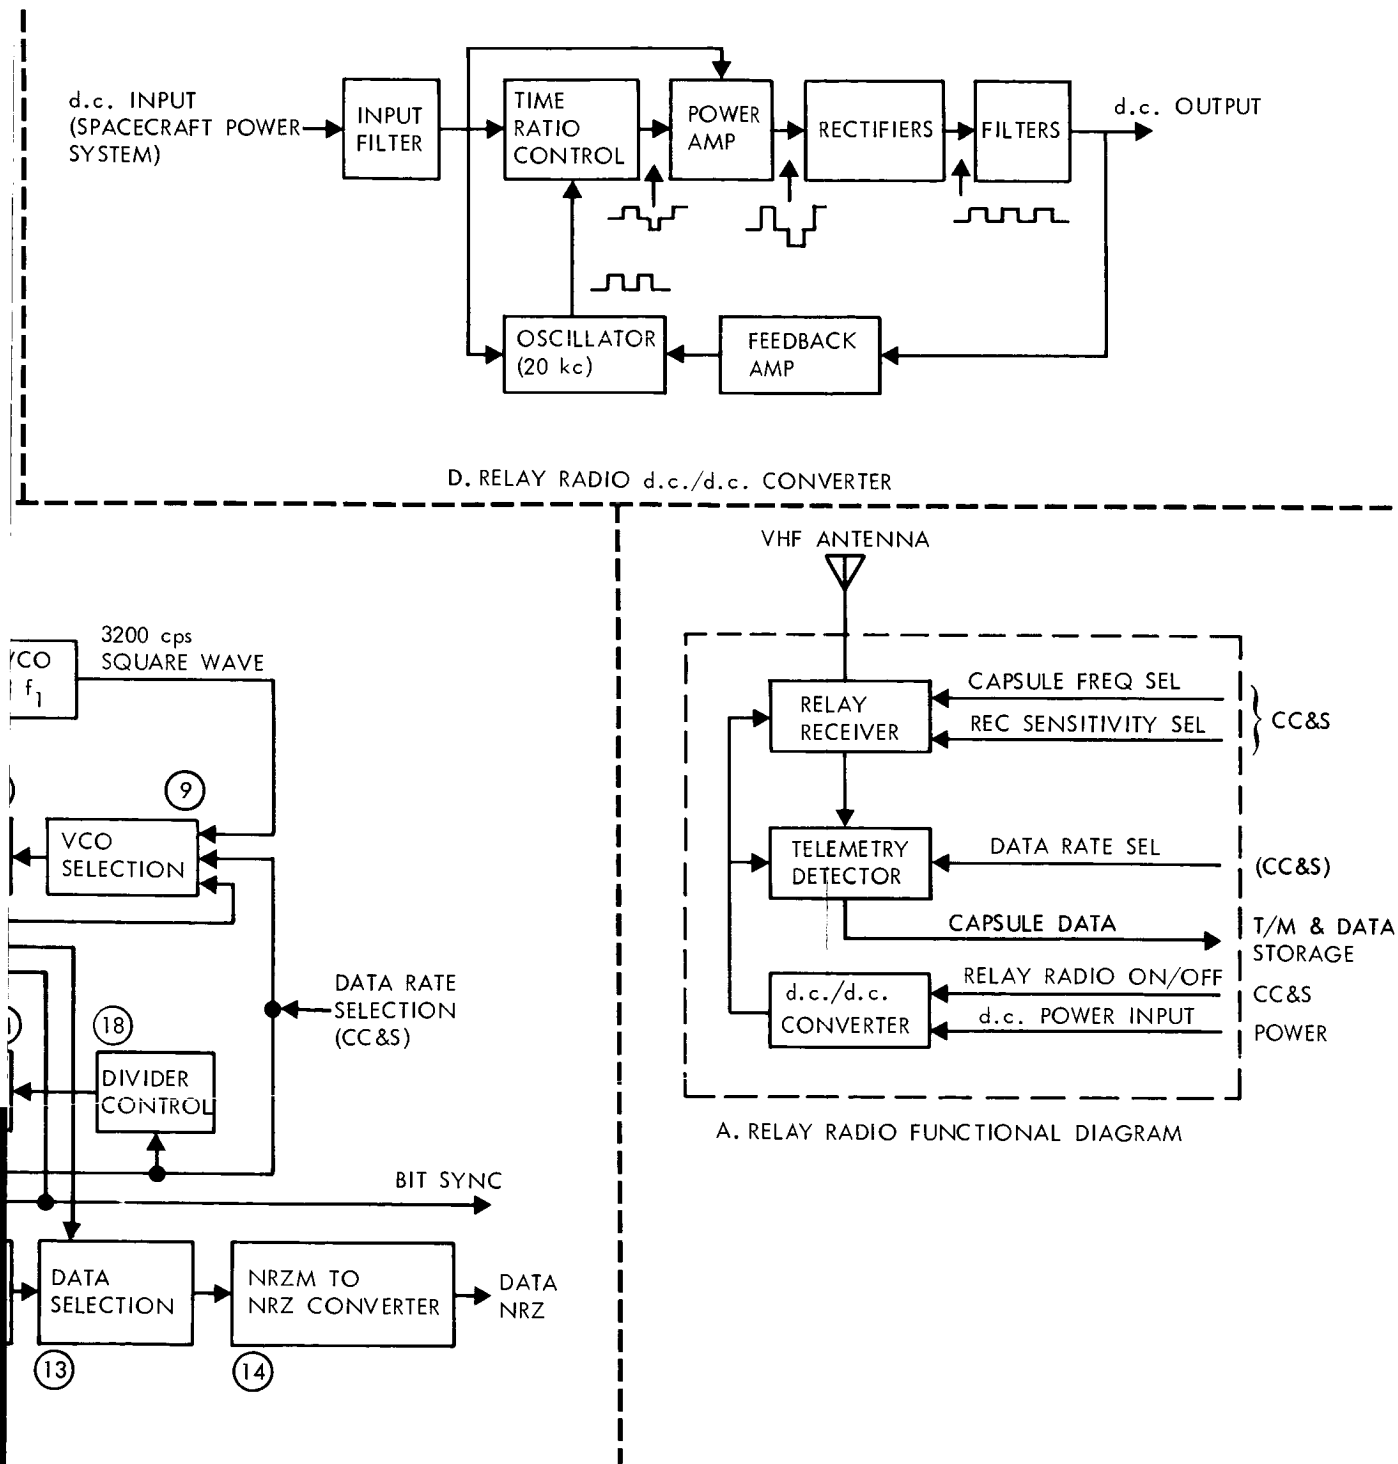 d.c. INPUT
(SPACECRAFT POWER
SYSTEM)
INPUT
FILTER
TIME
RATIO
CONTROL
POWER
AMP
RECTIFIERS
FILTERS
d.c. OUTPUT
OSCILLATOR
(20 kc)
FEEDBACK
AMP
D. RELAY RADIO d.c./d.c. CONVERTER
VCO
f1
3200 cps
SQUARE WAVE
9
VCO
SELECTION
DATA RATE
SELECTION
(CC&S)
18
DIVIDER
CONTROL
BIT SYNC
DATA
SELECTION
13
NRZM TO
NRZ CONVERTER
14
DATA
NRZ
VHF ANTENNA
RELAY
RECEIVER
CAPSULE FREQ SEL
REC SENSITIVITY SEL
CC&S
TELEMETRY
DETECTOR
DATA RATE SEL
(CC&S)
CAPSULE DATA
T/M & DATA
STORAGE
d.c./d.c.
CONVERTER
RELAY RADIO ON/OFF
CC&S
d.c. POWER INPUT
POWER
A. RELAY RADIO FUNCTIONAL DIAGRAM